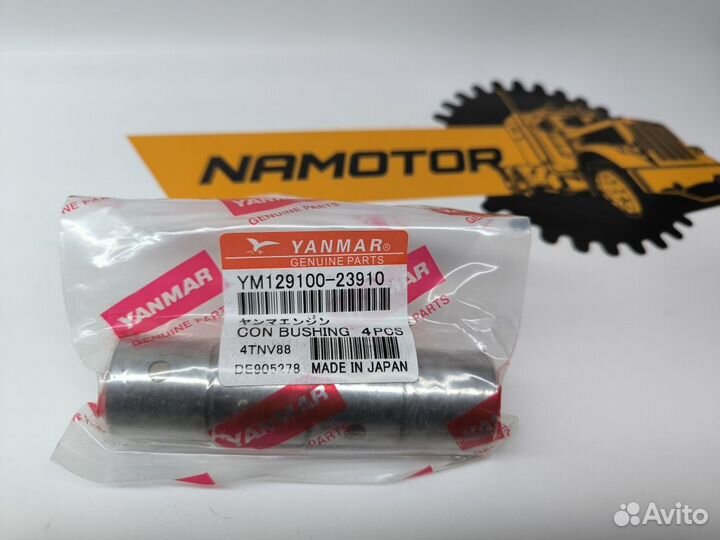 NAMOTOR
GENUINE PARTS
YANMAR®
GENUINE PARTS
YANMAR
YM129100-23910
ヤンマエンジン
CON BUSHING 4PCS
4TNV88
DE905278 MADE IN JAPAN
YANMAR
YANMAR
GENUINE PARTS
Avito